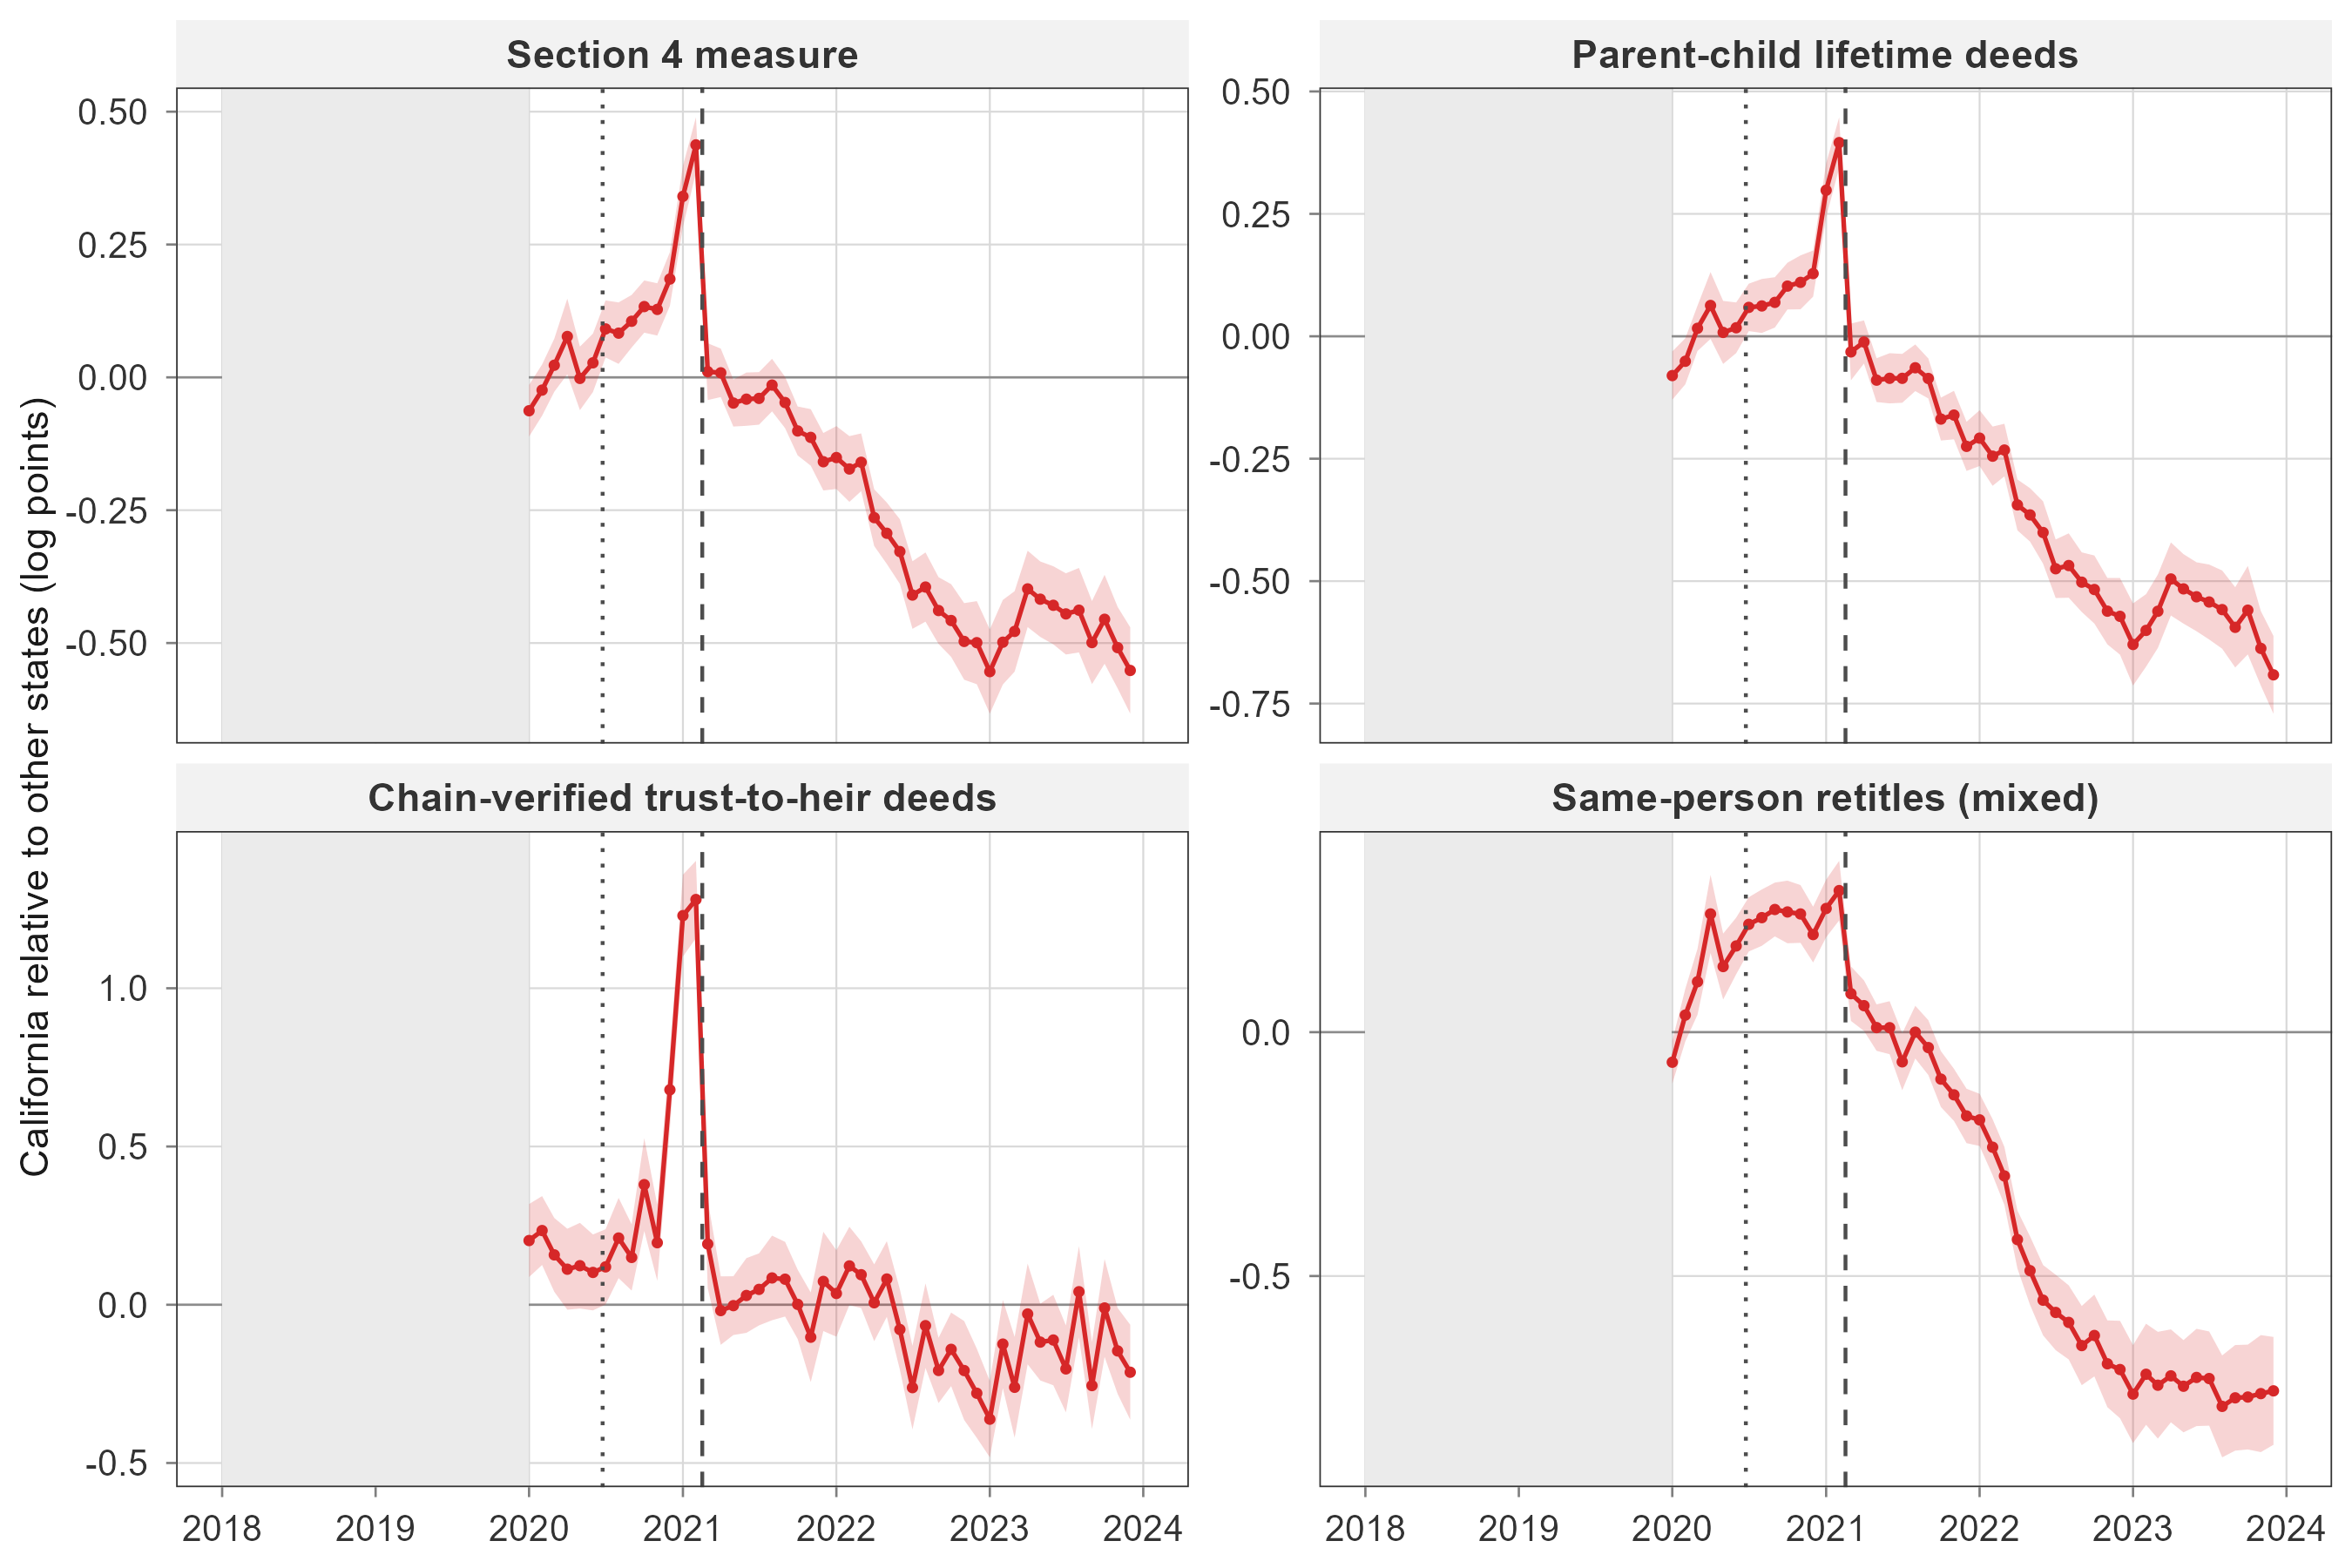 Section 4 measure
Parent-child lifetime deeds
0.50
0.25
0.00
-0.25
-0.50
0.50
0.25
0.00
-0.25
-0.50
-0.75
California relative to other states (log points)
Chain-verified trust-to-heir deeds
Same-person retitles (mixed)
1.0
0.5
0.0
-0.5
0.0
-0.5
2018 2019 2020 2021 2022 2023 2024
2018 2019 2020 2021 2022 2023 2024